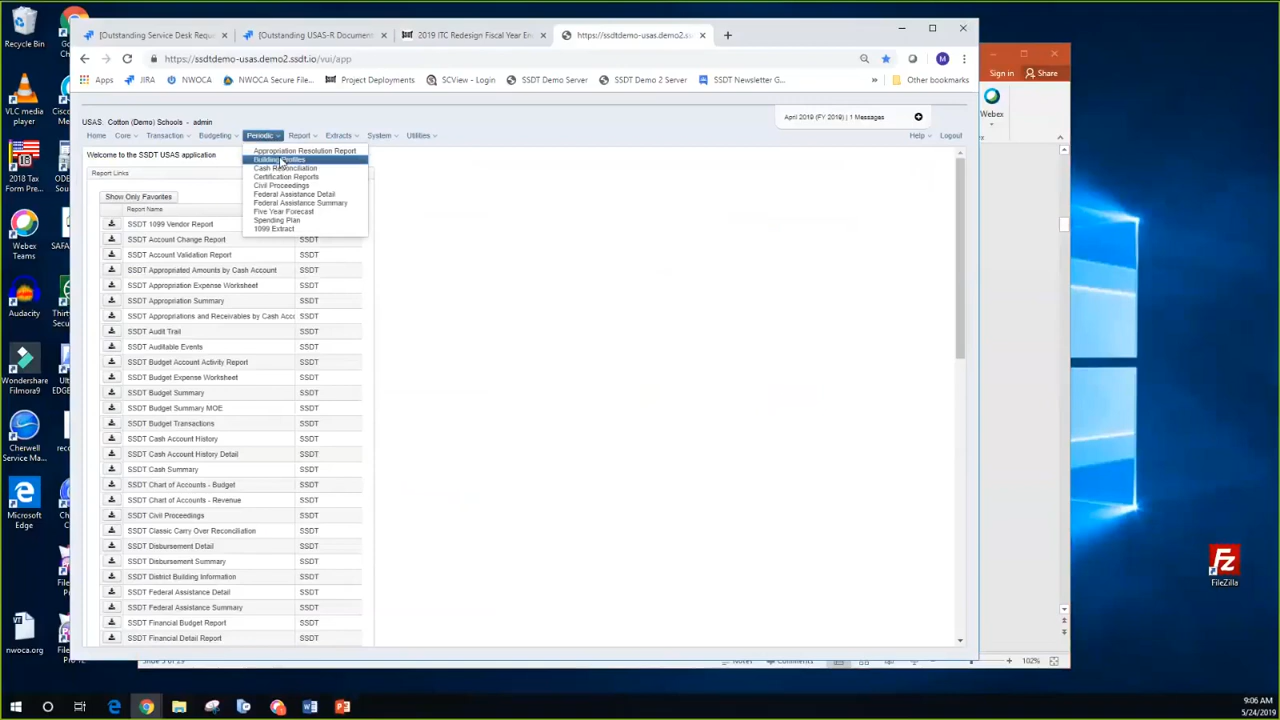 Recycle Bin
Go
Ch
VLC media
player
Cisco
2018 Tax
Form Pre...
Webex
Teams
SAFA
Audacity
Thirty
Secu
Wondershare
Filmora9
Ul
EDGE
Cherwell
Service Ma...
reco
Microsoft
Edge
nwoca.org
Pro 12
FileZilla
[Outstanding Service Desk Requ
[Outstanding USAS-R Document
2019 ITC Redesign Fiscal Year En
https://ssdtdemo-usas.demo2.s
https://ssdtdemo-usas.demo2.ssdt.io/vui/app
M
Apps
JIRA
NWOCA
NWOCA Secure File...
Project Deployments
SCView - Login
SSDT Demo Server
SSDT Demo 2 Server
SSDT Newsletter G...
»
Other bookmarks
Sign in
Share
Webex
USAS Cotton (Demo) Schools - admin
April 2019 (FY 2019) | 1 Messages
Home
Core
Transaction
Budgeting
Periodic
Report
Extracts
System
Utilities
Help
Logout
Welcome to the SSDT USAS application
Appropriation Resolution Report
Building Profiles
Cash Reconciliation
Certification Reports
Civil Proceedings
Federal Assistance Detail
Federal Assistance Summary
Five Year Forecast
Spending Plan
1099 Extract
Report Links
Show Only Favorites
Report Name
SSDT 1099 Vendor Report
SSDT Account Change Report SSDT
SSDT Account Validation Report SSDT
SSDT Appropriated Amounts by Cash Account SSDT
SSDT Appropriation Expense Worksheet SSDT
SSDT Appropriation Summary SSDT
SSDT Appropriations and Receivables by Cash Acco SSDT
SSDT Audit Trail SSDT
SSDT Auditable Events SSDT
SSDT Budget Account Activity Report SSDT
SSDT Budget Expense Worksheet SSDT
SSDT Budget Summary SSDT
SSDT Budget Summary MOE SSDT
SSDT Budget Transactions SSDT
SSDT Cash Account History SSDT
SSDT Cash Account History Detail SSDT
SSDT Cash Summary SSDT
SSDT Chart of Accounts - Budget SSDT
SSDT Chart of Accounts - Revenue SSDT
SSDT Civil Proceedings SSDT
SSDT Classic Carry Over Reconciliation SSDT
SSDT Disbursement Detail SSDT
SSDT Disbursement Summary SSDT
SSDT District Building Information SSDT
SSDT Federal Assistance Detail SSDT
SSDT Federal Assistance Summary SSDT
SSDT Financial Budget Report SSDT
SSDT Financial Detail Report SSDT
Notes
Comments
102%
9:06 AM
5/24/2019